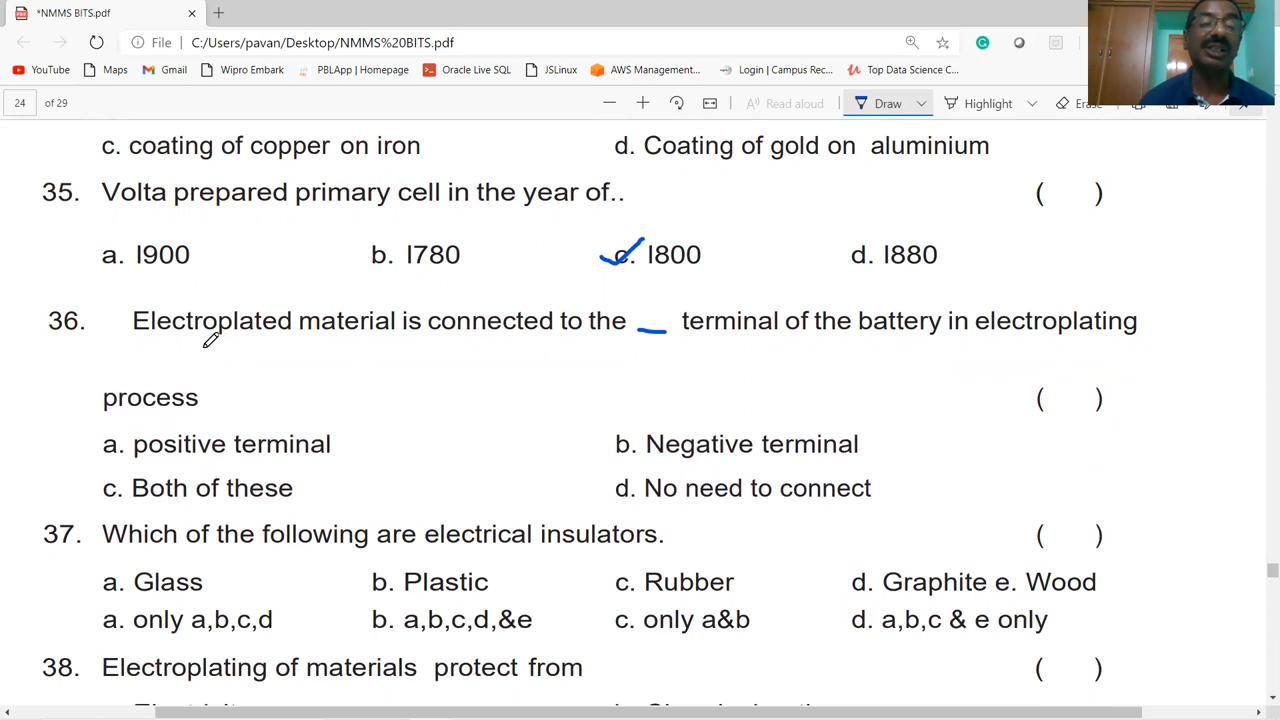 *NMMS BITS.pdf
File C:/Users/pavan/Desktop/NMMS%20BITS.pdf
YouTube Maps Gmail Wipro Embark PBLApp | Homepage Oracle Live SQL JSLinux AWS Management... Login | Campus Rec... Top Data Science C...
24 of 29 Read aloud Draw Highlight Erase
c. coating of copper on iron d. Coating of gold on aluminium
35. Volta prepared primary cell in the year of.. ( )
a. I900 b. I780 c. I800 d. I880
36. Electroplated material is connected to the __ terminal of the battery in electroplating
process ( )
a. positive terminal b. Negative terminal
c. Both of these d. No need to connect
37. Which of the following are electrical insulators. ( )
a. Glass b. Plastic c. Rubber d. Graphite e. Wood
a. only a,b,c,d b. a,b,c,d,&e c. only a&b d. a,b,c & e only
38. Electroplating of materials protect from ( )